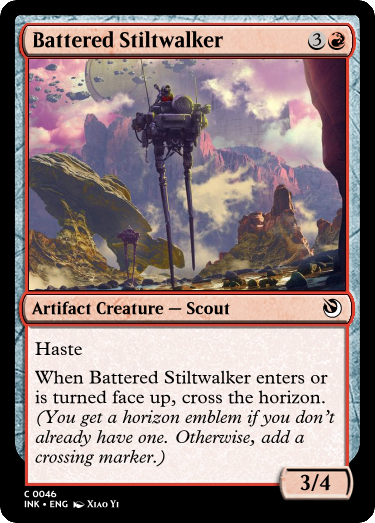 Battered Stiltwalker 3
Artifact Creature — Scout
Haste
When Battered Stiltwalker enters or
is turned face up, cross the horizon.
(You get a horizon emblem if you don't
already have one. Otherwise, add a
crossing marker.)
3/4
C 0046
INK • ENG Xiao Yi